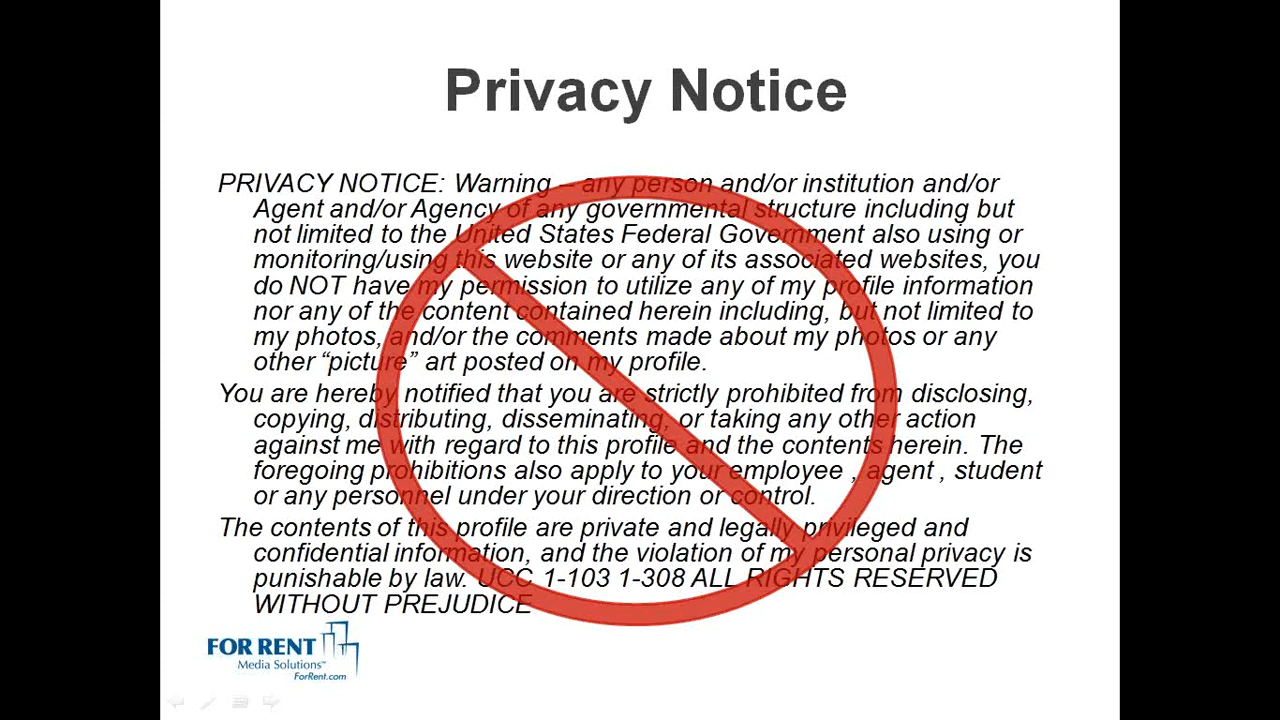 Privacy Notice
PRIVACY NOTICE: Warning – any person and/or institution and/or
Agent and/or Agency of any governmental structure including but
not limited to the United States Federal Government also using or
monitoring/using this website or any of its associated websites, you
do NOT have my permission to utilize any of my profile information
nor any of the content contained herein including, but not limited to
my photos, and/or the comments made about my photos or any
other “picture” art posted on my profile.
You are hereby notified that you are strictly prohibited from disclosing,
copying, distributing, disseminating, or taking any other action
against me with regard to this profile and the contents herein. The
foregoing prohibitions also apply to your employee , agent , student
or any personnel under your direction or control.
The contents of this profile are private and legally privileged and
confidential information, and the violation of my personal privacy is
punishable by law. UCC 1-103 1-308 ALL RIGHTS RESERVED
WITHOUT PREJUDICE
FOR RENT
Media Solutions™
ForRent.com